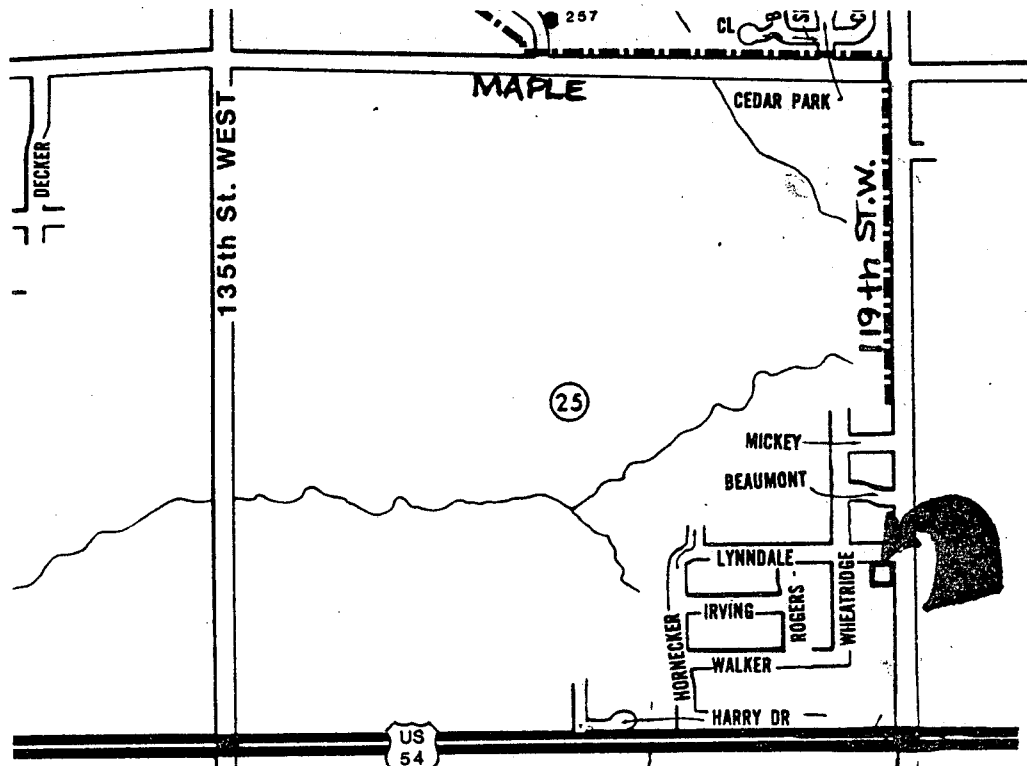 257
CL
B
MAPLE
CEDAR PARK
DECKER
135th St. WEST
119th ST.W.
25
MICKEY
BEAUMONT
LYNNDALE
IRVING
ROGERS
WHEATRIDGE
HORNECKER
WALKER
HARRY DR
US
54